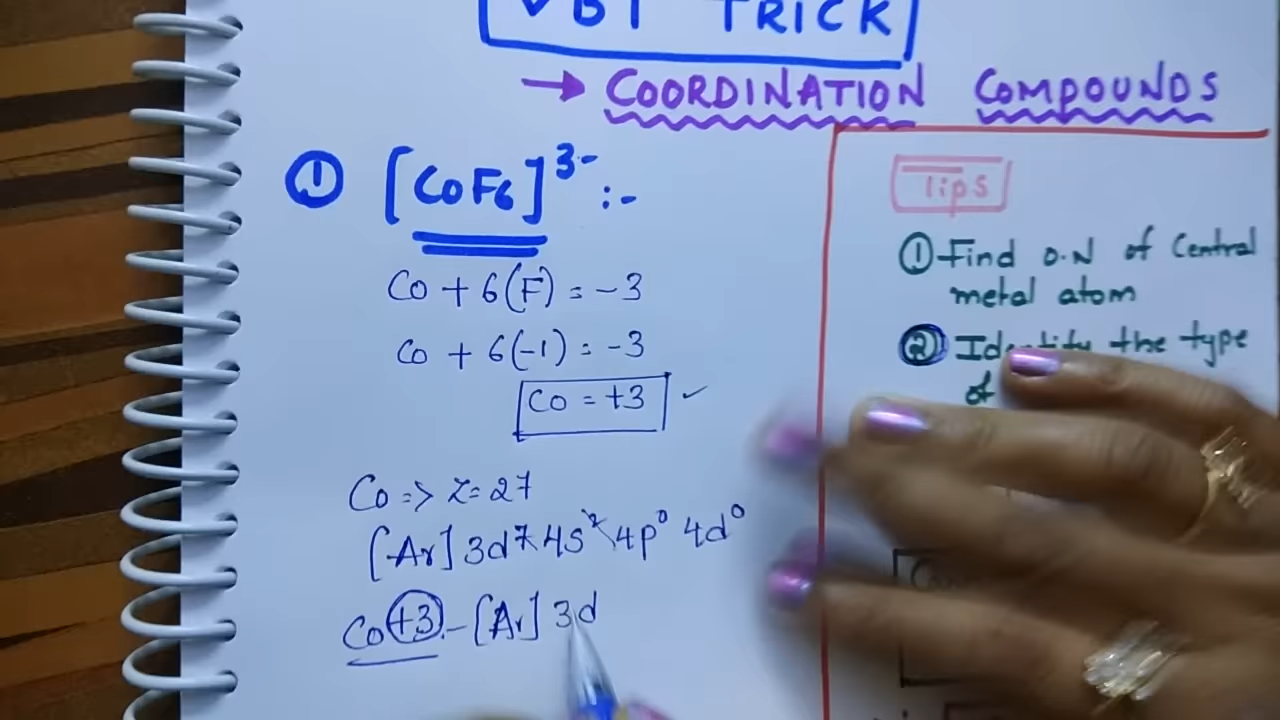 VBT TRICK
→ COORDINATION COMPOUNDS
① [CoF6]³⁻ :-
Co + 6(F⁻) = -3
Co + 6(-1) = -3
Co = +3 ✓
Co => Z = 27
[Ar] 3d⁷ 4s² 4p⁰ 4d⁰
Co +3 - [Ar] 3d
Tips
① Find O.N of Central
metal atom
② Identify the type
of